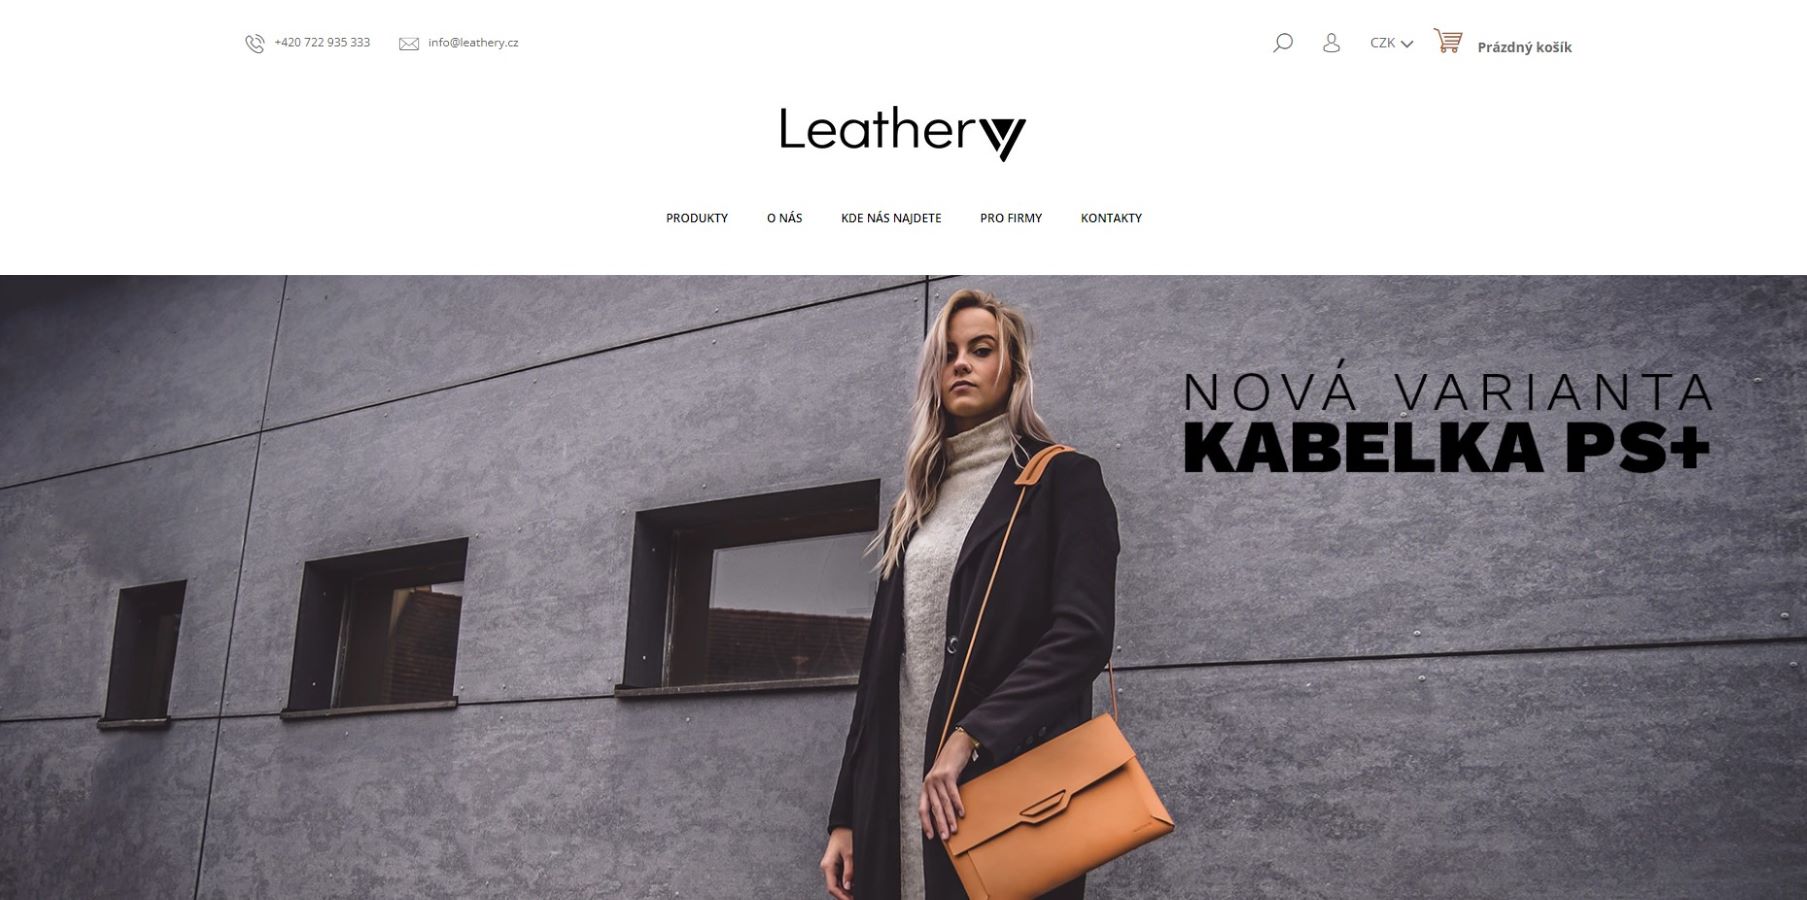 +420 722 935 333
info@leathery.cz
CZK
Prázdný košík
Leathery
PRODUKTY
O NÁS
KDE NÁS NAJDETE
PRO FIRMY
KONTAKTY
NOVÁ VARIANTA
KABELKA PS+